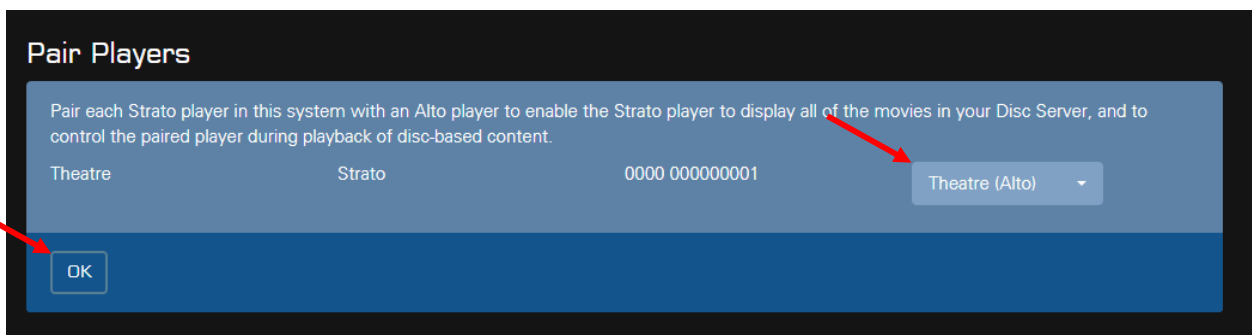 Pair Players
Pair each Strato player in this system with an Alto player to enable the Strato player to display all of the movies in your Disc Server, and to
control the paired player during playback of disc-based content.
Theatre Strato 0000 000000001 Theatre (Alto)
OK